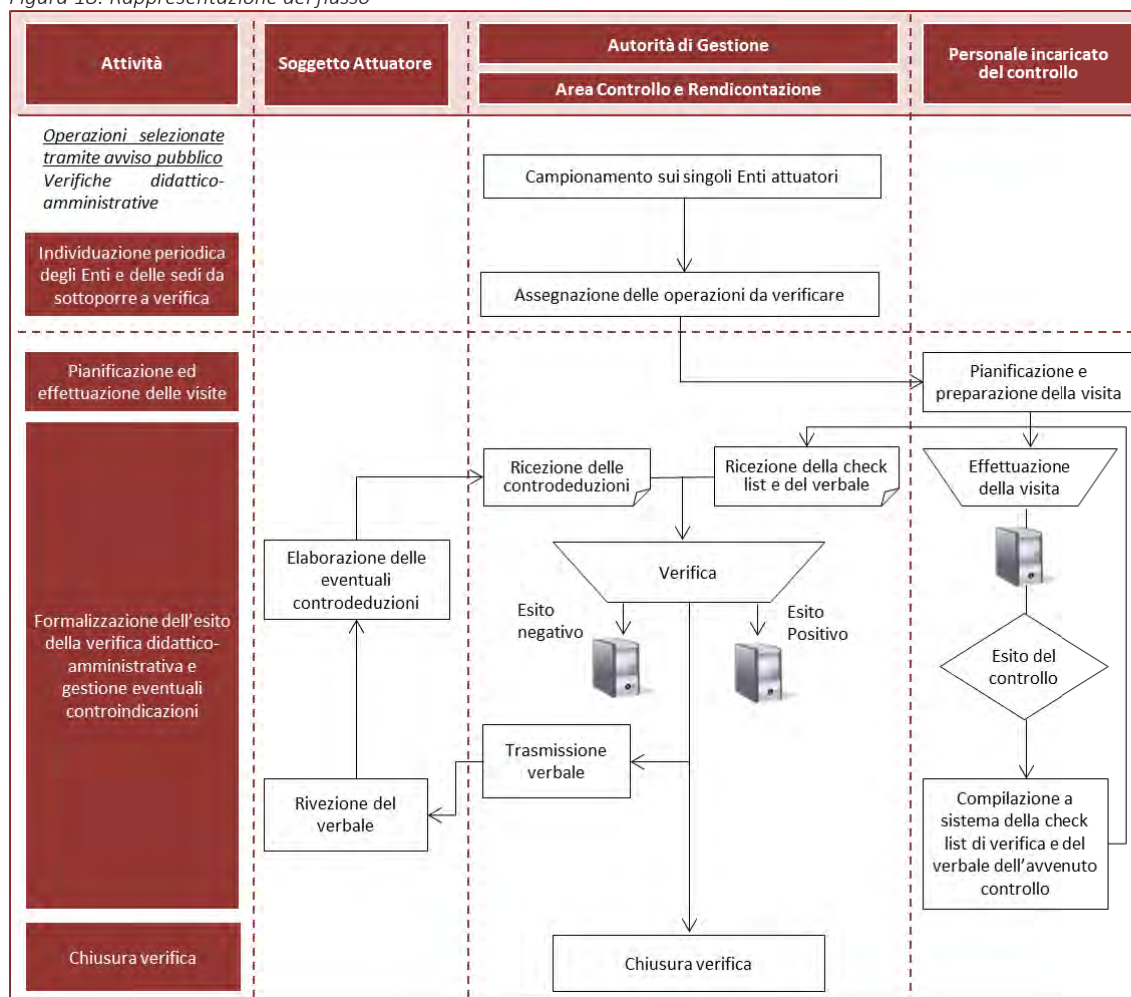 Figura 18: Rappresentazione del flusso
Attività
Soggetto Attuatore
Autorità di Gestione
Area Controllo e Rendicontazione
Personale incaricato
del controllo
Operazioni selezionate
tramite avviso pubblico
Verifiche didattico-
amministrative
Campionamento sui singoli Enti attuatori
Individuazione periodica
degli Enti e delle sedi da
sottoporre a verifica
Assegnazione delle operazioni da verificare
Pianificazione ed
effettuazione delle visite
Pianificazione e
preparazione della visita
Ricezione delle
controdeduzioni
Ricezione della check
list e del verbale
Effettuazione
della visita
Elaborazione delle
eventuali
controdeduzioni
Verifica
Esito
negativo
Esito
Positivo
Formalizzazione dell'esito
della verifica didattico-
amministrativa e
gestione eventuali
controindicazioni
Esito del
controllo
Trasmissione
verbale
Rivezione del
verbale
Compilazione a
sistema della check
list di verifica e del
verbale dell'avvenuto
controllo
Chiusura verifica
Chiusura verifica